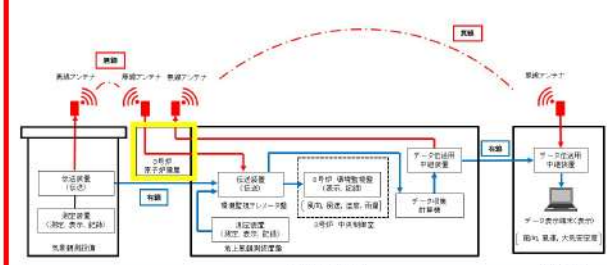 無線
無線
無線アンテナ
無線アンテナ
無線アンテナ
無線アンテナ
3号炉
原子炉建屋
有線
データ伝送用
中継装置
データ伝送用
中継装置
伝送装置
(伝送)
伝送装置
(伝送)
環境監視テレメータ盤
3号炉 環境監視盤
(表示、記録)
[風向、風速、温度、雨量]
3号炉 中央制御室
データ収集
計算機
有線
測定装置
(測定、表示、記録)
測定装置
(測定、表示、記録)
地上風観測装置盤
気象観測設備
データ表示端末(表示)
[風向、風速、大気安定度]